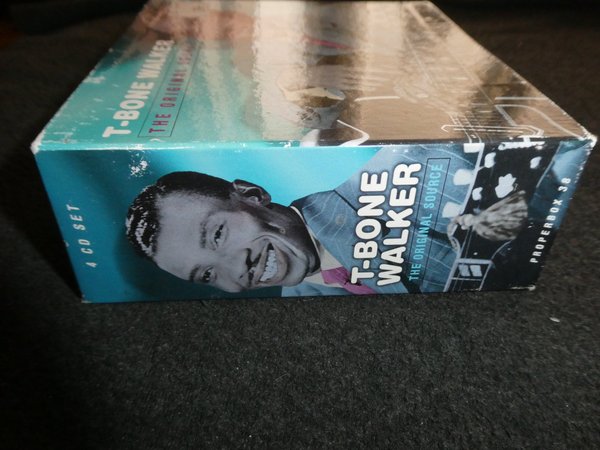 T-BONE WALKER
THE ORIGINAL
4 CD SET
T-BONE
WALKER
THE ORIGINAL SOURCE
PROPERBOX 38